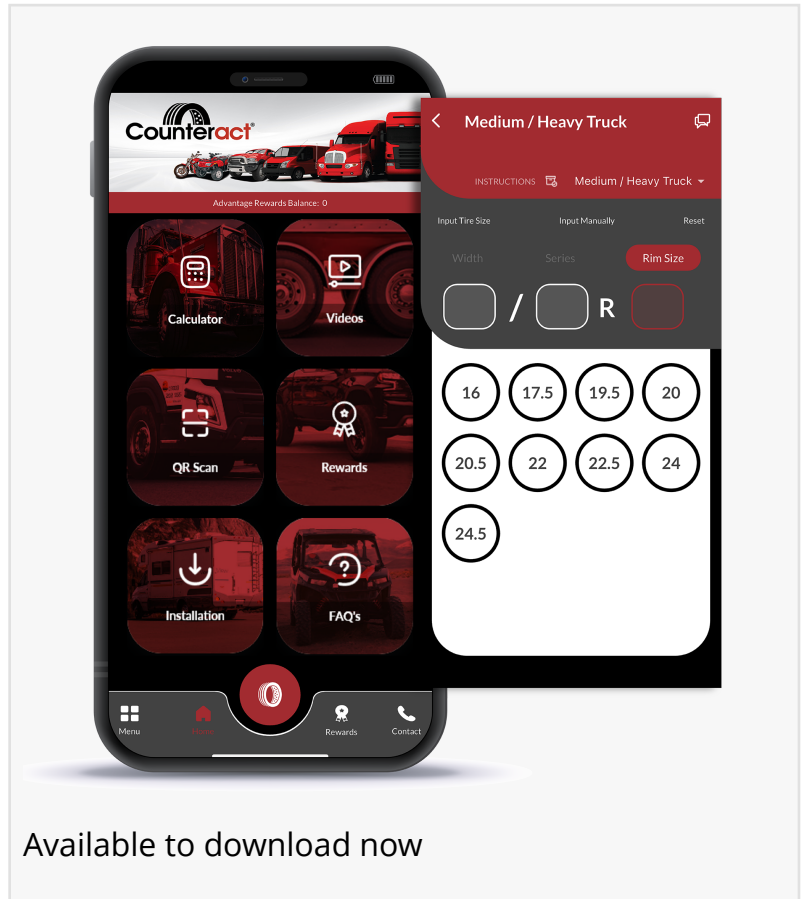 Counteract®
Advantage Rewards Balance: 0
Calculator
Videos
QR Scan
Rewards
Installation
FAQ's
Menu
Home
Rewards
Contact
Medium / Heavy Truck
INSTRUCTIONS
Medium / Heavy Truck
Input Tire Size
Input Manually
Reset
Width
Series
Rim Size
/ R
16 17.5 19.5 20
20.5 22 22.5 24
24.5
Available to download now